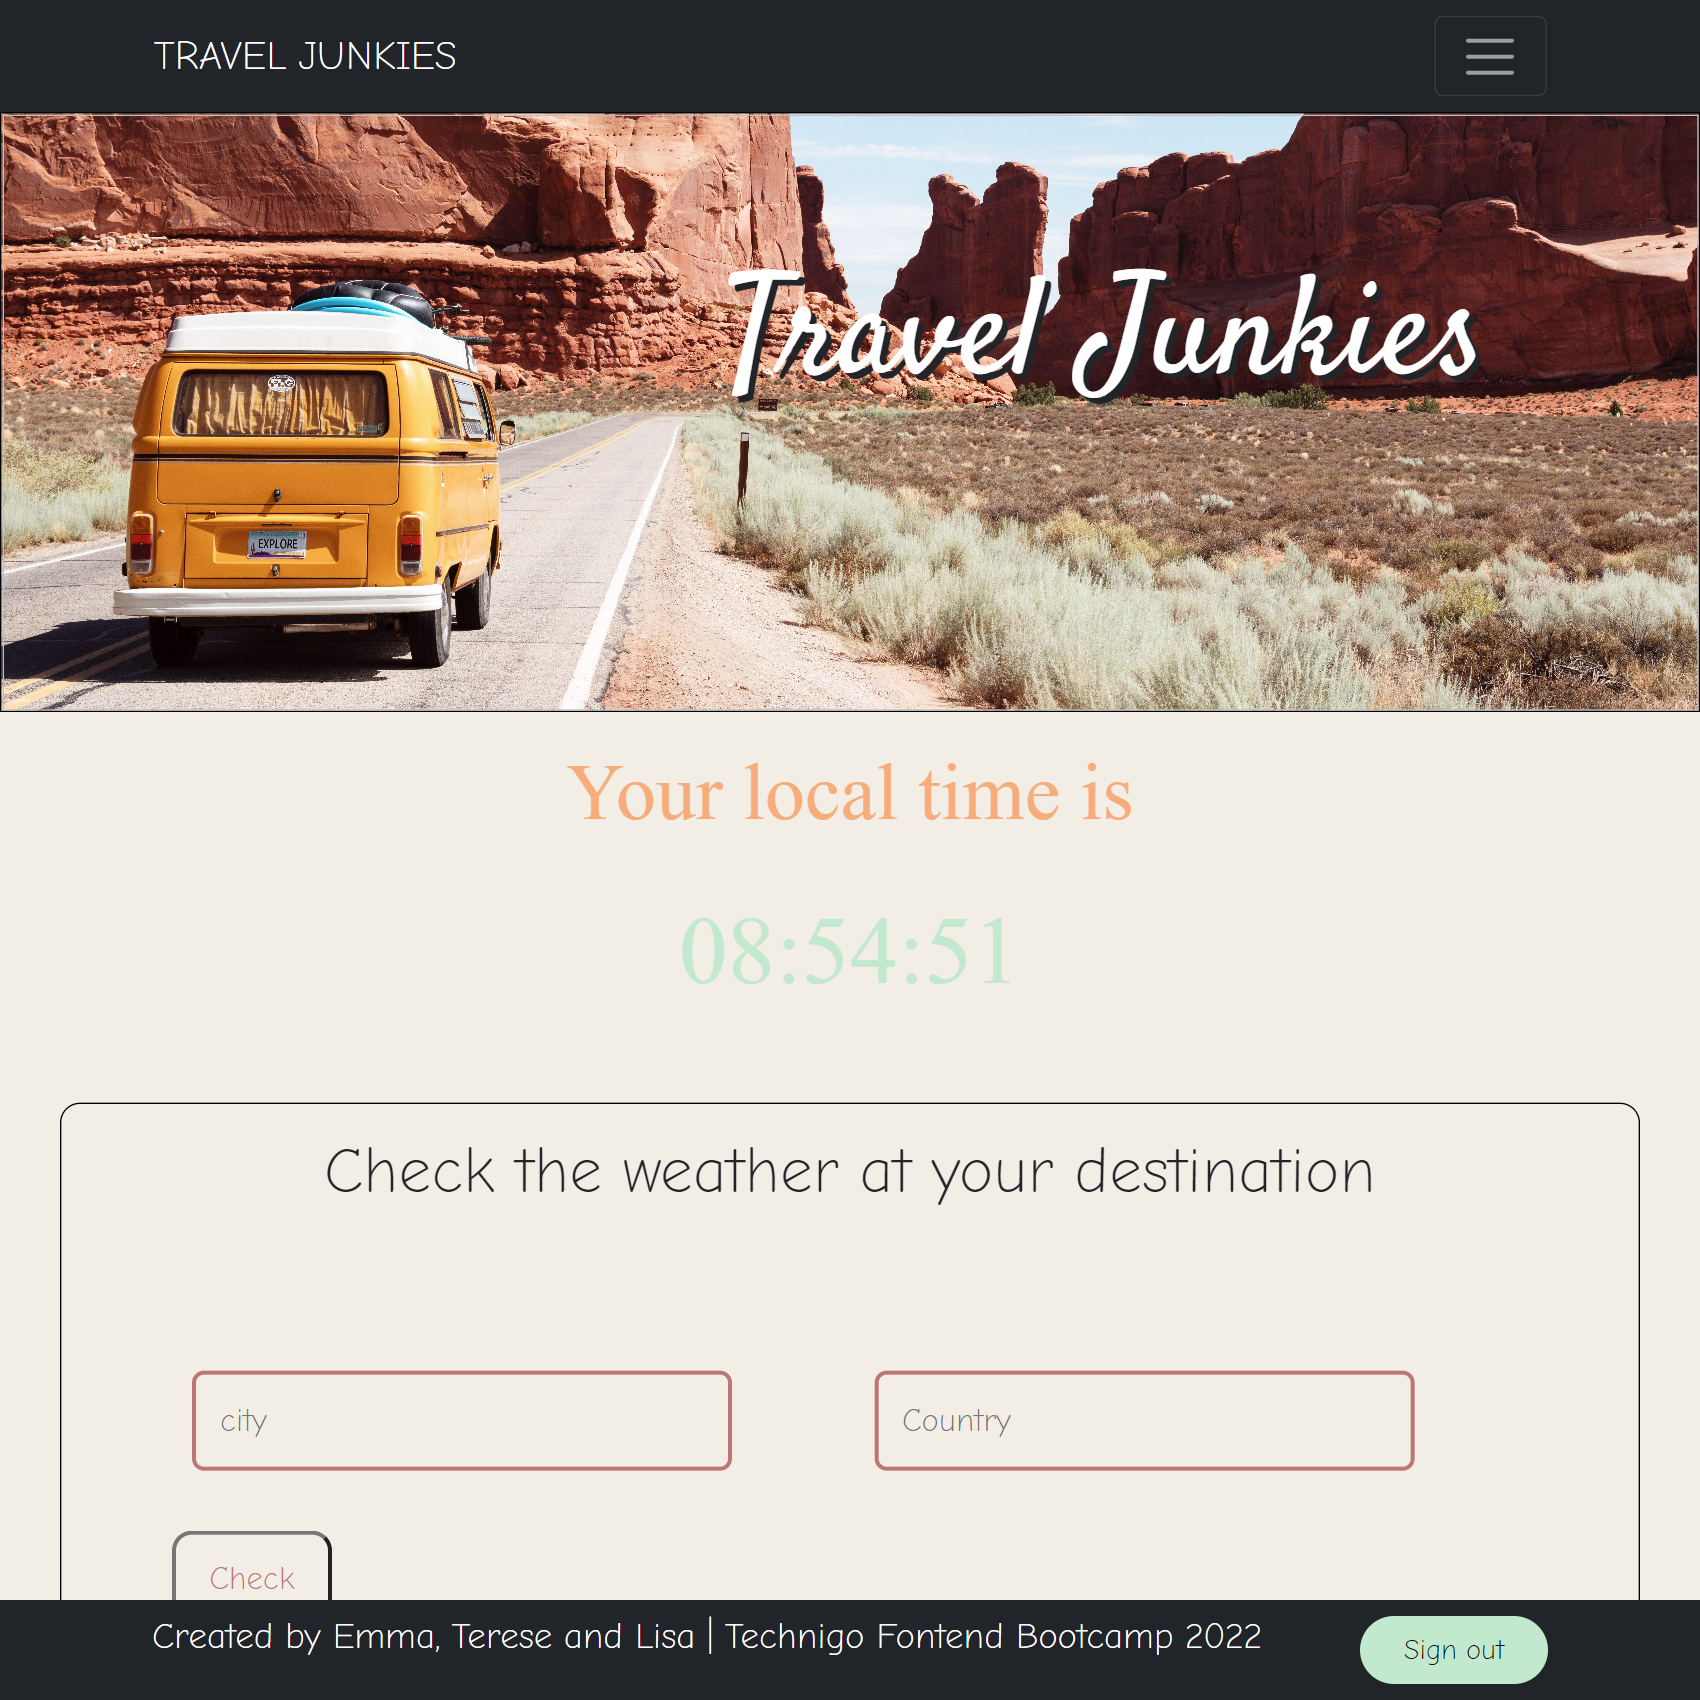 TRAVEL JUNKIES
Travel Junkies
EXPLORE
Your local time is
08:54:51
Check the weather at your destination
city
Country
Check
Created by Emma, Terese and Lisa | Technigo Fontend Bootcamp 2022
Sign out